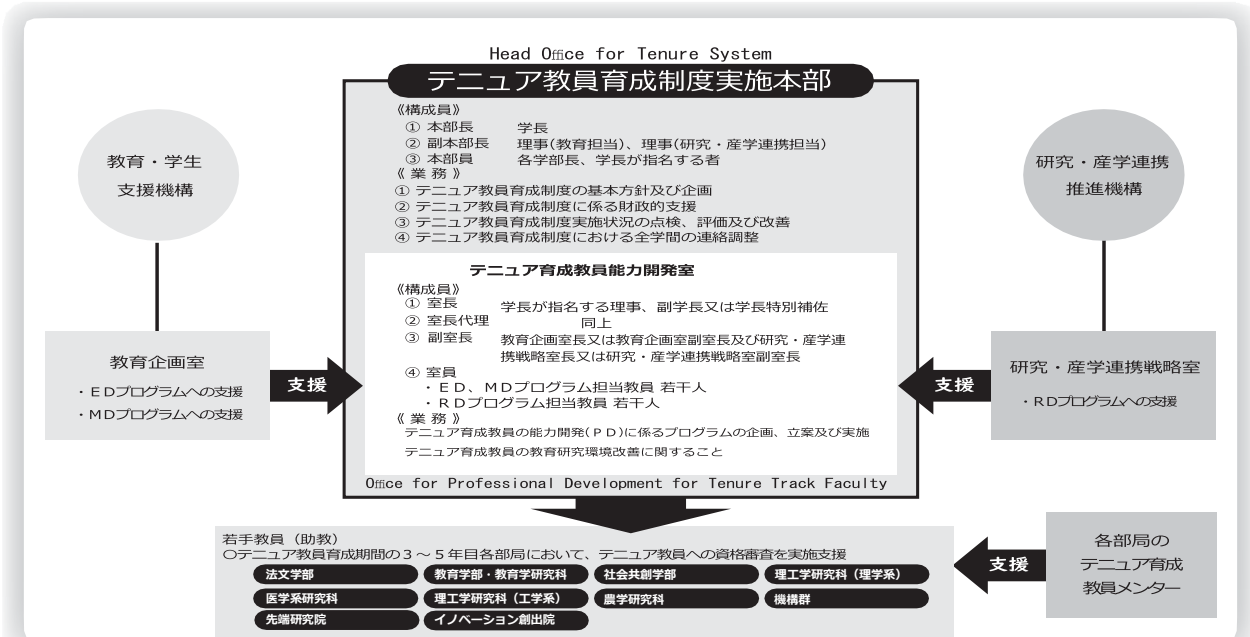 Head Office for Tenure System
テニュア教員育成制度実施本部
《構成員》
① 本部長 学長
② 副本部長 理事(教育担当)、理事(研究・産学連携担当)
③ 本部員 各学部長、学長が指名する者
《 業 務 》
① テニュア教員育成制度の基本方針及び企画
② テニュア教員育成制度に係る財政的支援
③ テニュア教員育成制度実施状況の点検、評価及び改善
④ テニュア教員育成制度における全学間の連絡調整
教育・学生
支援機構
研究・産学連携
推進機構
テニュア育成教員能力開発室
《構成員》
① 室長 学長が指名する理事、副学長又は学長特別補佐
② 室長代理 同上
③ 副室長 教育企画室長又は教育企画室副室長及び研究・産学連
携戦略室長又は研究・産学連携戦略室副室長
④ 室員
・ED、MDプログラム担当教員 若干人
・RDプログラム担当教員 若干人
《 業 務 》
テニュア育成教員の能力開発(PD)に係るプログラムの企画、立案及び実施
テニュア育成教員の教育研究環境改善に関すること
Office for Professional Development for Tenure Track Faculty
教育企画室
・EDプログラムへの支援
・MDプログラムへの支援
支援
研究・産学連携戦略室
・RDプログラムへの支援
支援
若手教員(助教)
○テニュア教員育成期間の3~5年目各部局において、テニュア教員への資格審査を実施支援
法文学部 教育学部・教育学研究科 社会共創学部 理工学研究科(理学系)
医学系研究科 理工学研究科(工学系) 農学研究科 機構群
先端研究院 イノベーション創出院
支援
各部局の
テニュア育成
教員メンター